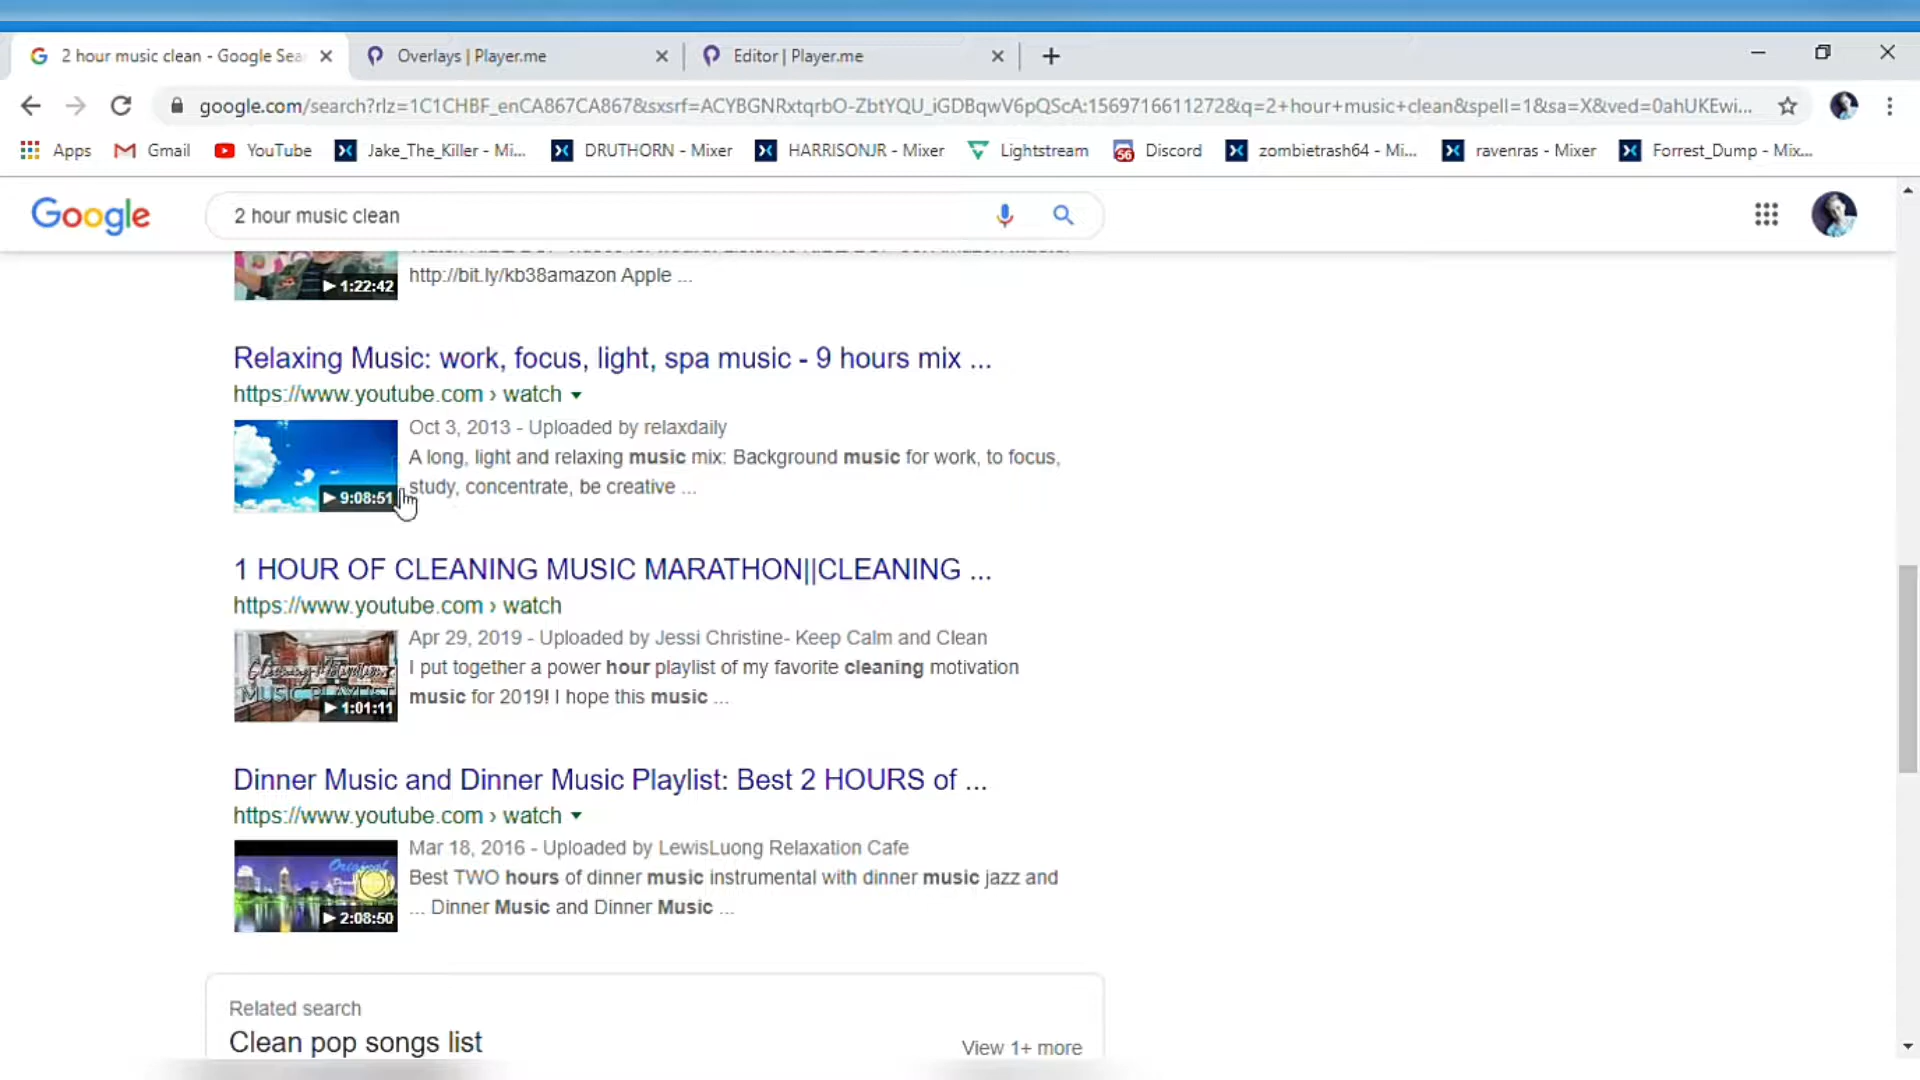 2 hour music clean - Google Sea
Overlays | Player.me
Editor | Player.me
google.com/search?rlz=1C1CHBF_enCA867CA867&sxsrf=ACYBGNRxtqrbO-ZbtYQU_iGDBqwV6pQScA:1569716611272&q=2+hour+music+clean&spell=1&sa=X&ved=0ahUKEwi...
Apps
Gmail
YouTube
Jake_The_Killer - Mi...
DRUTHORN - Mixer
HARRISONJR - Mixer
Lightstream
56
Discord
zombietrash64 - Mi...
ravenras - Mixer
Forrest_Dump - Mix...
Google
2 hour music clean
1:22:42
http://bit.ly/kb38amazon Apple ...
Relaxing Music: work, focus, light, spa music - 9 hours mix ...
https://www.youtube.com › watch
Oct 3, 2013 - Uploaded by relaxdaily
A long, light and relaxing music mix: Background music for work, to focus,
9:08:51
study, concentrate, be creative ...
1 HOUR OF CLEANING MUSIC MARATHON||CLEANING ...
https://www.youtube.com › watch
Apr 29, 2019 - Uploaded by Jessi Christine- Keep Calm and Clean
I put together a power hour playlist of my favorite cleaning motivation
music for 2019! I hope this music ...
Cleaning Motivation
MUSIC PLAYLIST
1:01:11
Dinner Music and Dinner Music Playlist: Best 2 HOURS of ...
https://www.youtube.com › watch
Mar 18, 2016 - Uploaded by LewisLuong Relaxation Cafe
Best TWO hours of dinner music instrumental with dinner music jazz and
... Dinner Music and Dinner Music ...
Original
2:08:50
Related search
Clean pop songs list
View 1+ more